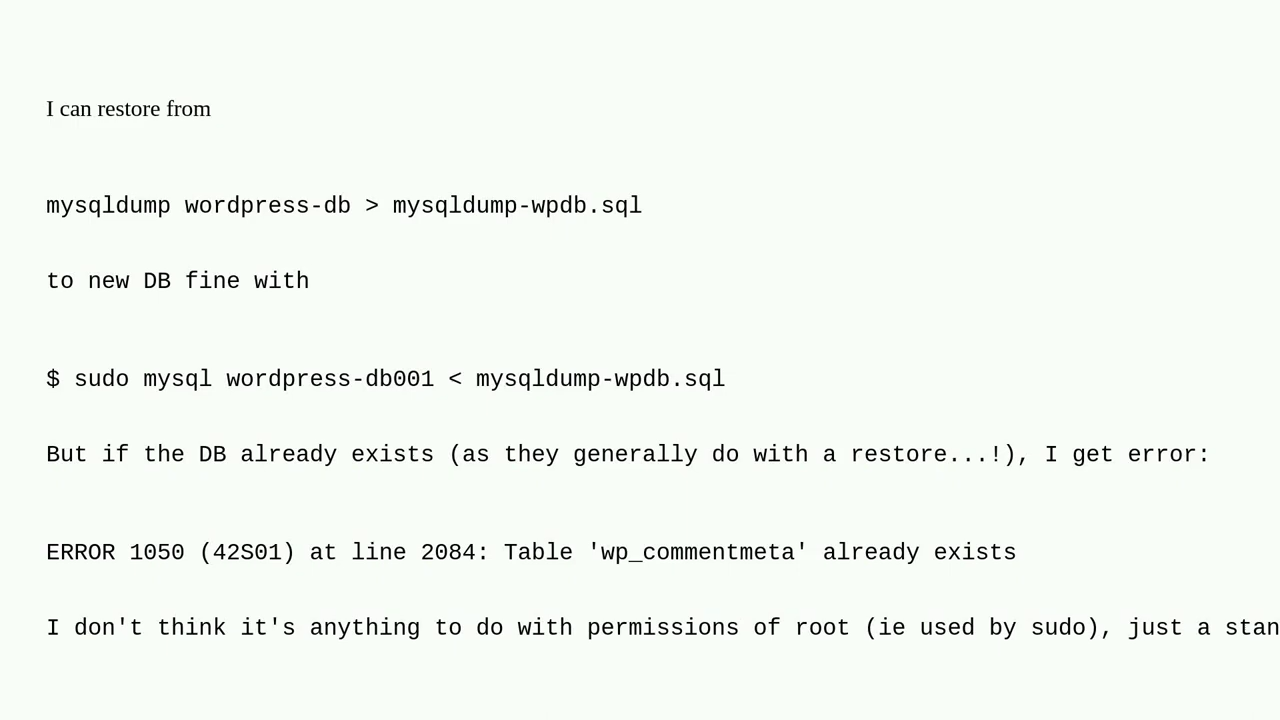 I can restore from
mysqldump wordpress-db > mysqldump-wpdb.sql
to new DB fine with
$ sudo mysql wordpress-db001 < mysqldump-wpdb.sql
But if the DB already exists (as they generally do with a restore...!), I get error:
ERROR 1050 (42S01) at line 2084: Table 'wp_commentmeta' already exists
I don't think it's anything to do with permissions of root (ie used by sudo), just a stan